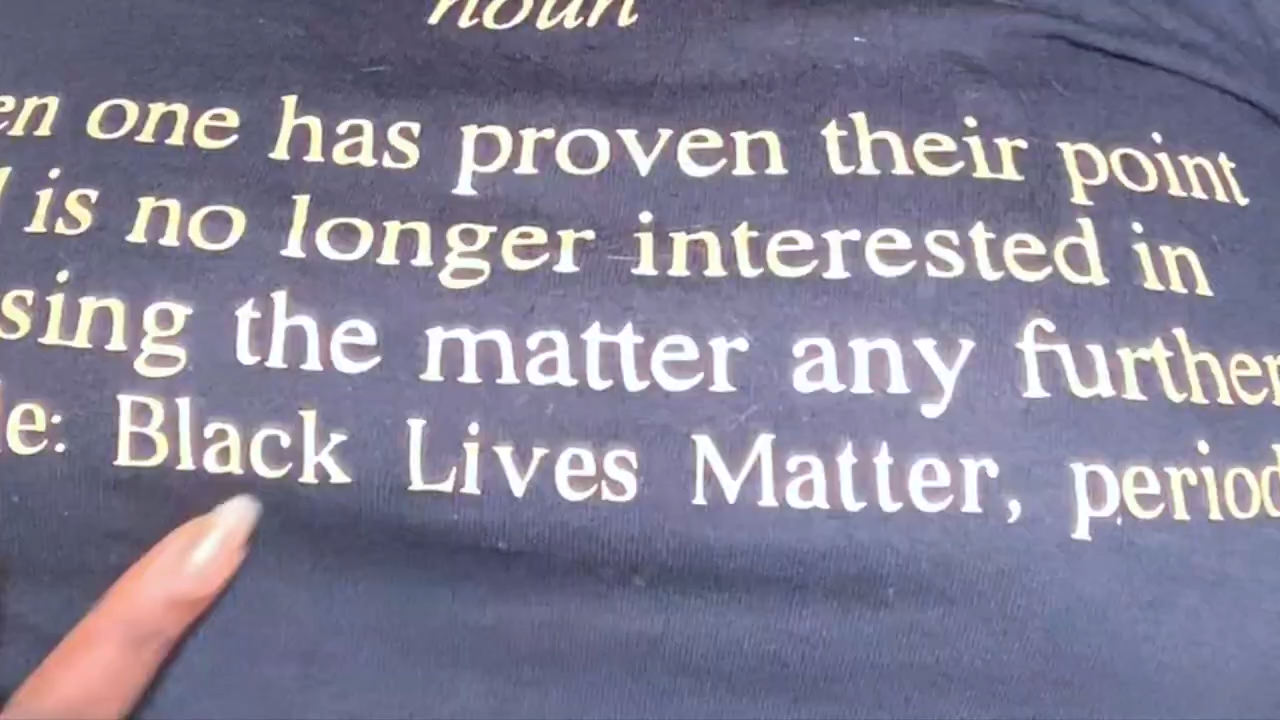 noun
one has proven their point
is no longer interested in
the matter any further
Black Lives Matter, period